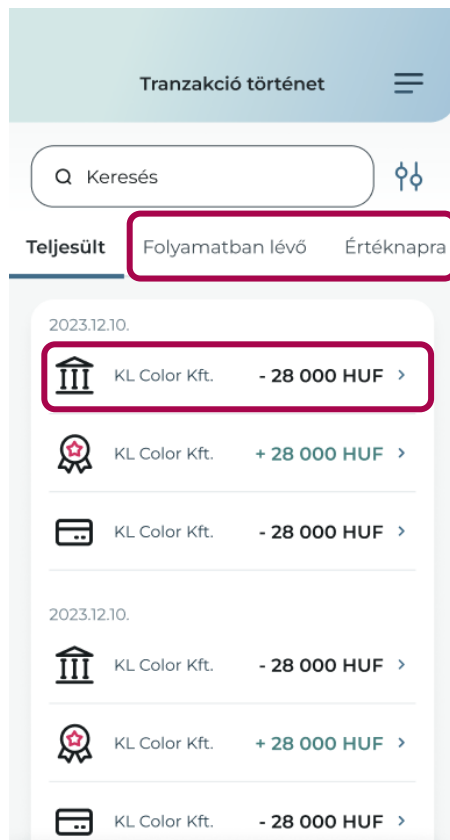 Tranzakció történet
Keresés
Teljesült Folyamatban lévő Értéknapra
2023.12.10.
KL Color Kft. - 28 000 HUF
KL Color Kft. + 28 000 HUF
KL Color Kft. - 28 000 HUF
2023.12.10.
KL Color Kft. - 28 000 HUF
KL Color Kft. + 28 000 HUF
KL Color Kft. - 28 000 HUF